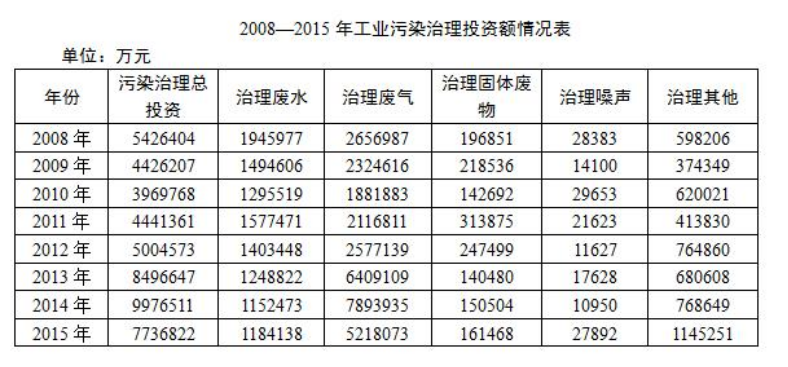 2008—2015 年工业污染治理投资额情况表
单位：万元
年份 污染治理总投资 治理废水 治理废气 治理固体废物 治理噪声 治理其他
2008 年 5426404 1945977 2656987 196851 28383 598206
2009 年 4426207 1494606 2324616 218536 14100 374349
2010 年 3969768 1295519 1881883 142692 29653 620021
2011 年 4441361 1577471 2116811 313875 21623 413830
2012 年 5004573 1403448 2577139 247499 11627 764860
2013 年 8496647 1248822 6409109 140480 17628 680608
2014 年 9976511 1152473 7893935 150504 10950 768649
2015 年 7736822 1184138 5218073 161468 27892 1145251